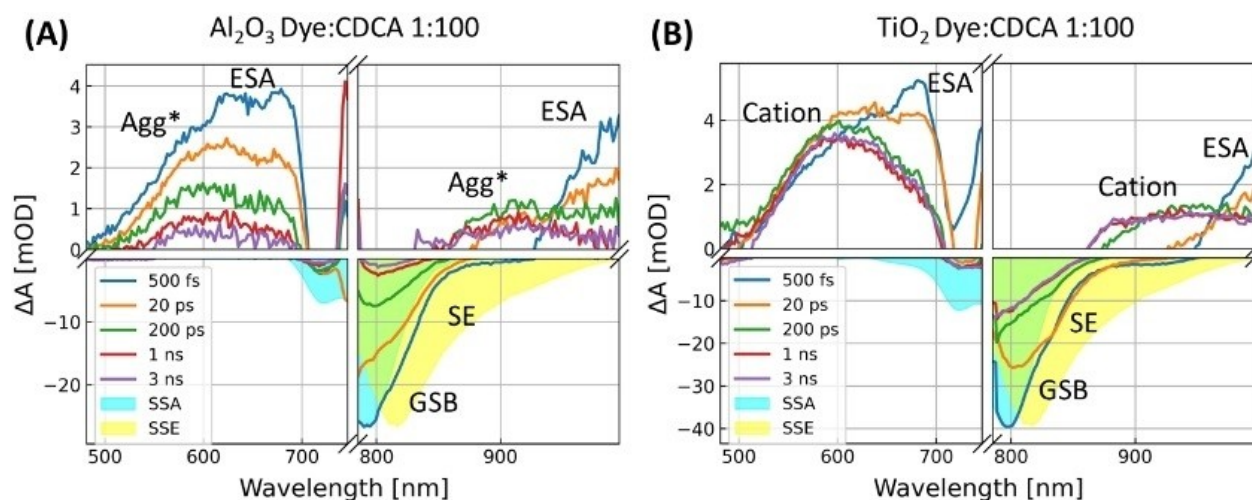 (A)
Al₂O₃ Dye:CDCA 1:100
4
3
2
1
0
−10
−20
ΔA [mOD]
ΔA [mOD]
Agg*
ESA
Agg*
ESA
500 fs
20 ps
200 ps
1 ns
3 ns
SSA
SSE
SE
GSB
500 600 700 800 900
Wavelength [nm]
(B)
TiO₂ Dye:CDCA 1:100
4
2
0
−10
−20
−30
−40
ΔA [mOD]
ΔA [mOD]
Cation
ESA
Cation
ESA
500 fs
20 ps
200 ps
1 ns
3 ns
SSA
SSE
SE
GSB
500 600 700 800 900
Wavelength [nm]